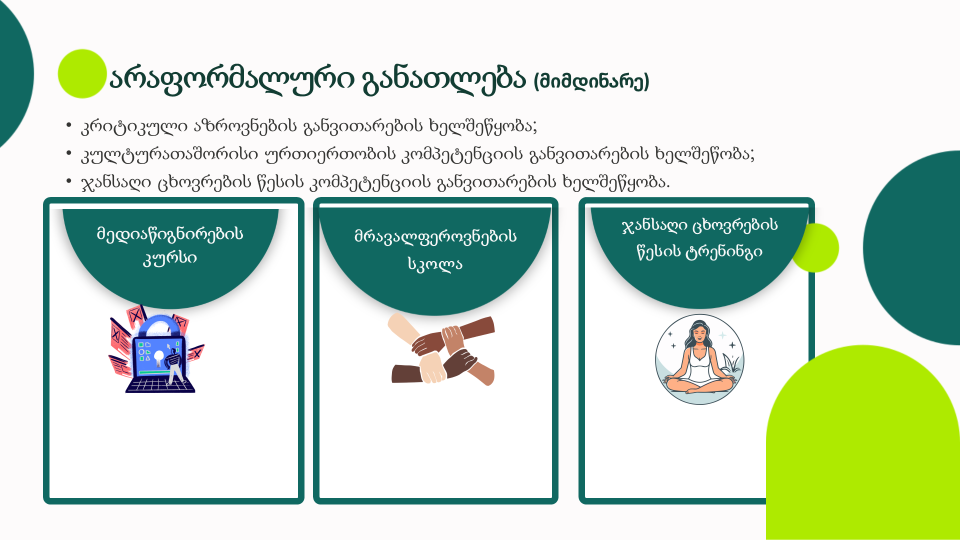 არაფორმალური განათლება (მიმდინარე)
• კრიტიკული აზროვნების განვითარების ხელშეწყობა;
• კულტურათაშორისი ურთიერთობის კომპეტენციის განვითარების ხელშეწობა;
• ჯანსაღი ცხოვრების წესის კომპეტენციის განვითარების ხელშეწყობა.
მედიაწიგნირების
კურსი
მრავალფეროვნების
სკოლა
ჯანსაღი ცხოვრების
წესის ტრენინგი